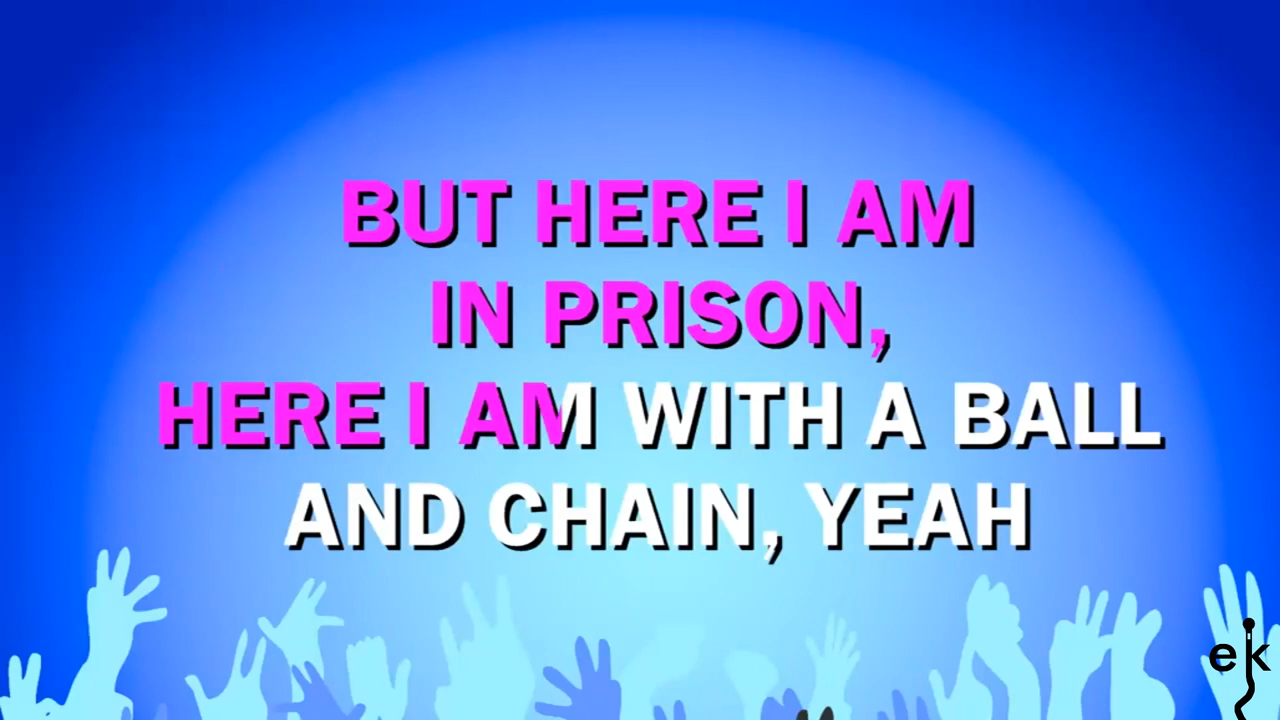 BUT HERE I AM
IN PRISON,
HERE I AM WITH A BALL
AND CHAIN, YEAH
ek